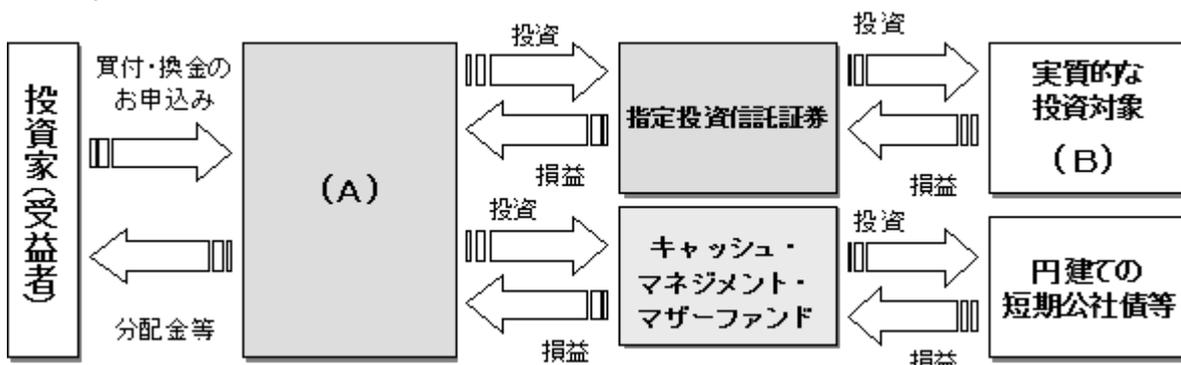 投資家(受益者)
買付・換金の
お申込み
分配金等
(A)
投資
損益
投資
損益
指定投資信託証券
キャッシュ・
マネジメント・
マザーファンド
投資
損益
投資
損益
実質的な
投資対象
(B)
円建ての
短期公社債等